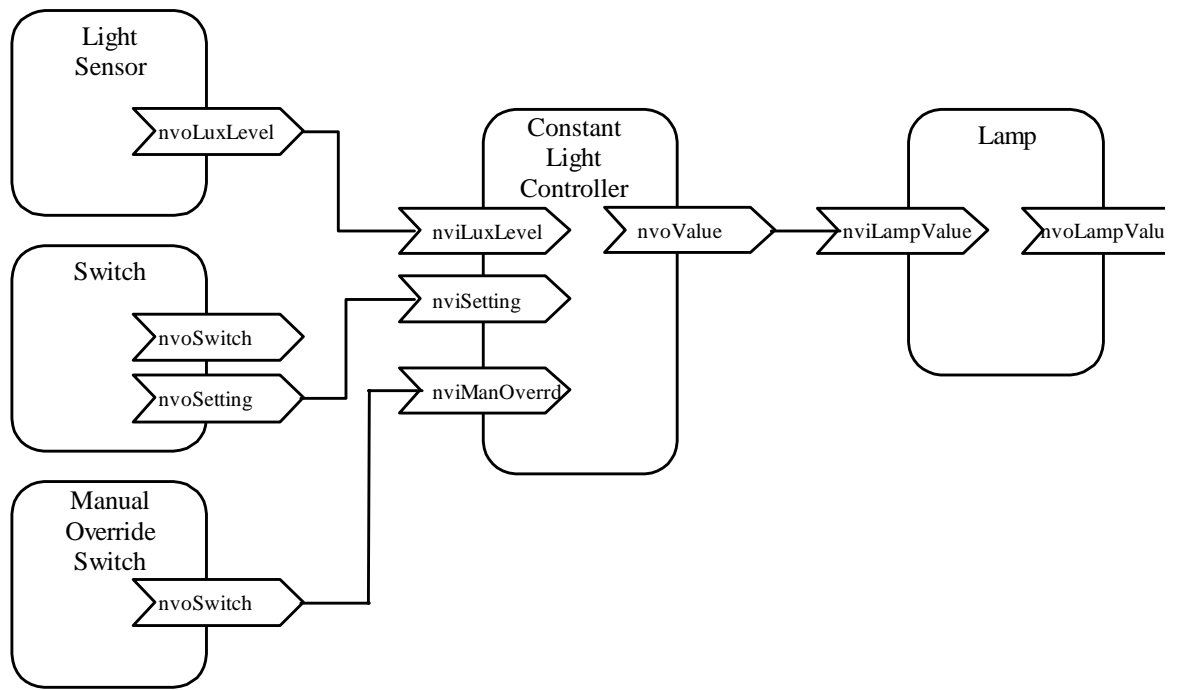 Light
Sensor
nvoLuxLevel
Switch
nvoSwitch
nvoSetting
Manual
Override
Switch
nvoSwitch
Constant
Light
Controller
nviLuxLevel
nvoValue
nviSetting
nviManOverrd
Lamp
nviLampValue
nvoLampValu